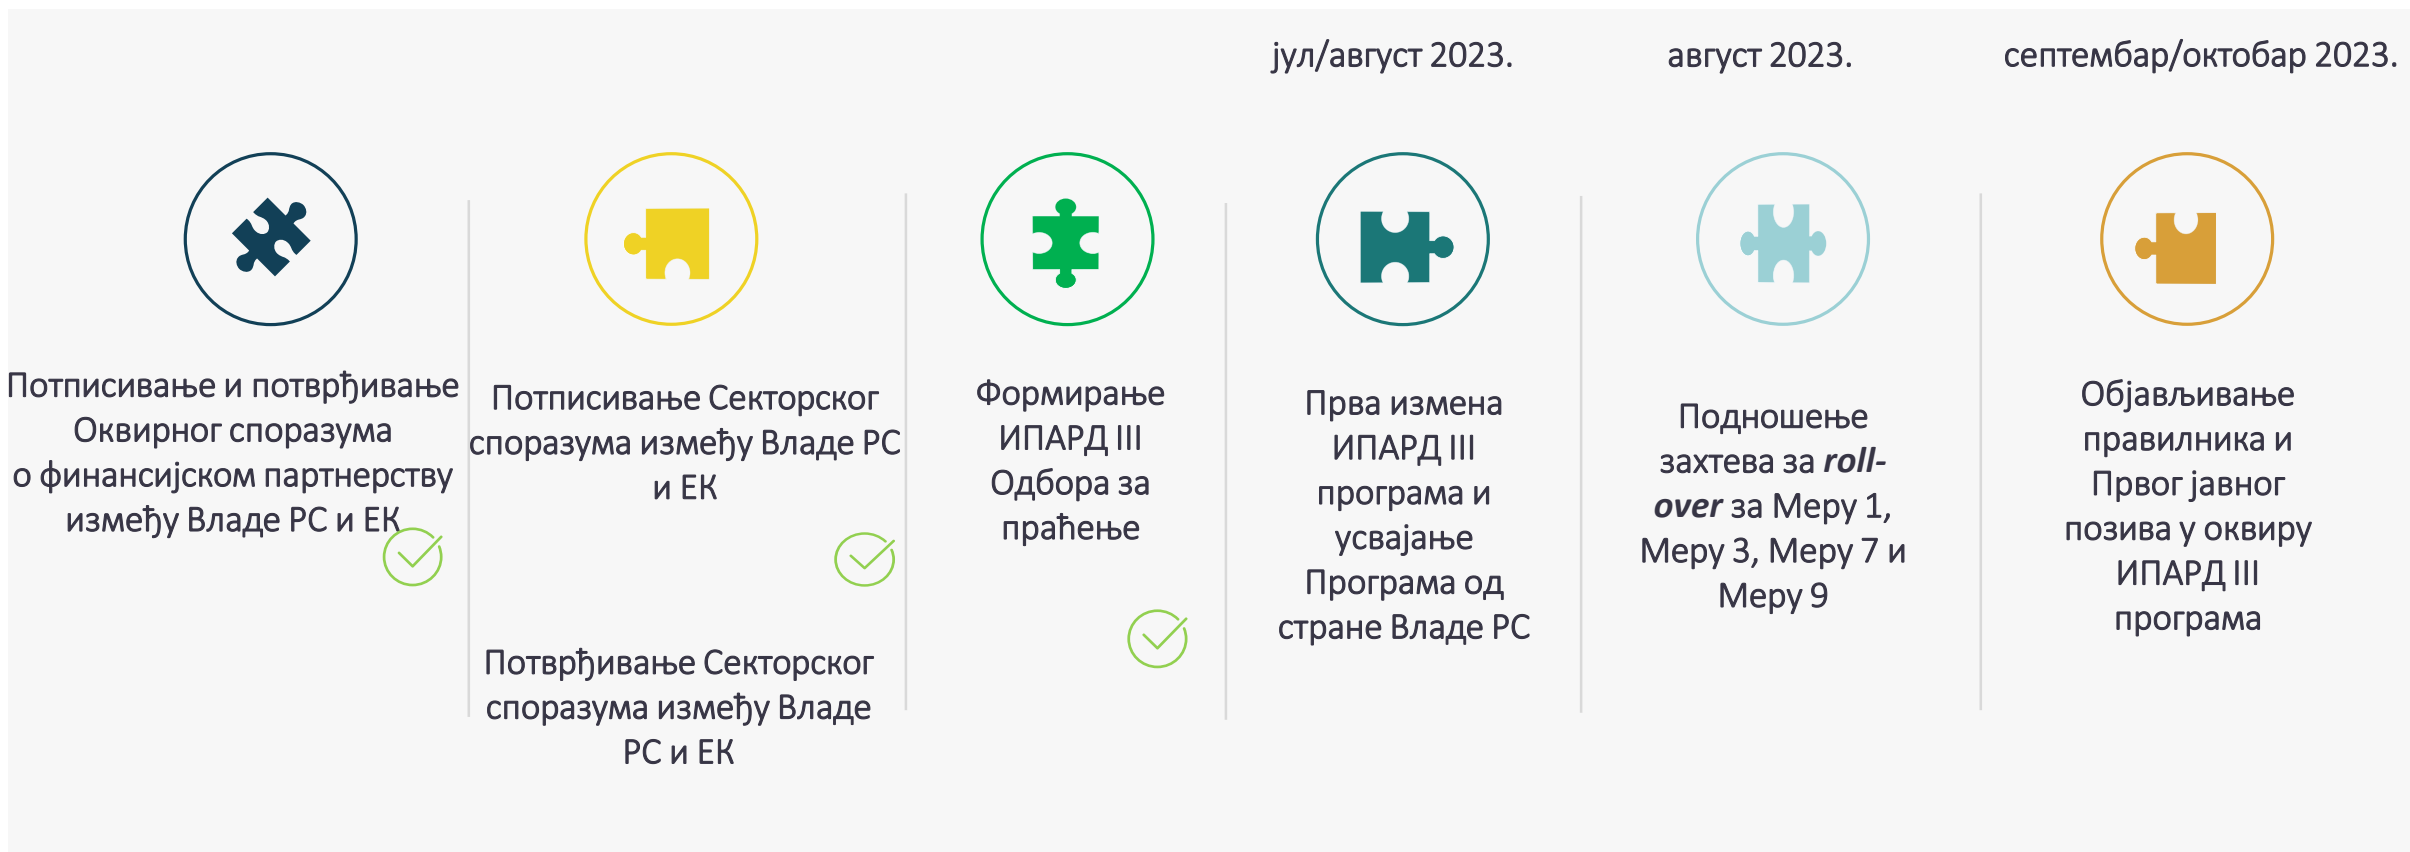 јул/август 2023.
август 2023.
септембар/октобар 2023.
Потписивање и потврђивање
Оквирног споразума
о финансијском партнерству
између Владе РС и ЕК
Потписивање Секторског
споразума између Владе РС
и ЕК
Потврђивање Секторског
споразума између Владе
РС и ЕК
Формирање
ИПАРД III
Одбора за
праћење
Прва измена
ИПАРД III
програма и
усвајање
Програма од
стране Владе РС
Подношење
захтева за roll-
over за Меру 1,
Меру 3, Меру 7 и
Меру 9
Објављивање
правилника и
Првог јавног
позива у оквиру
ИПАРД III
програма